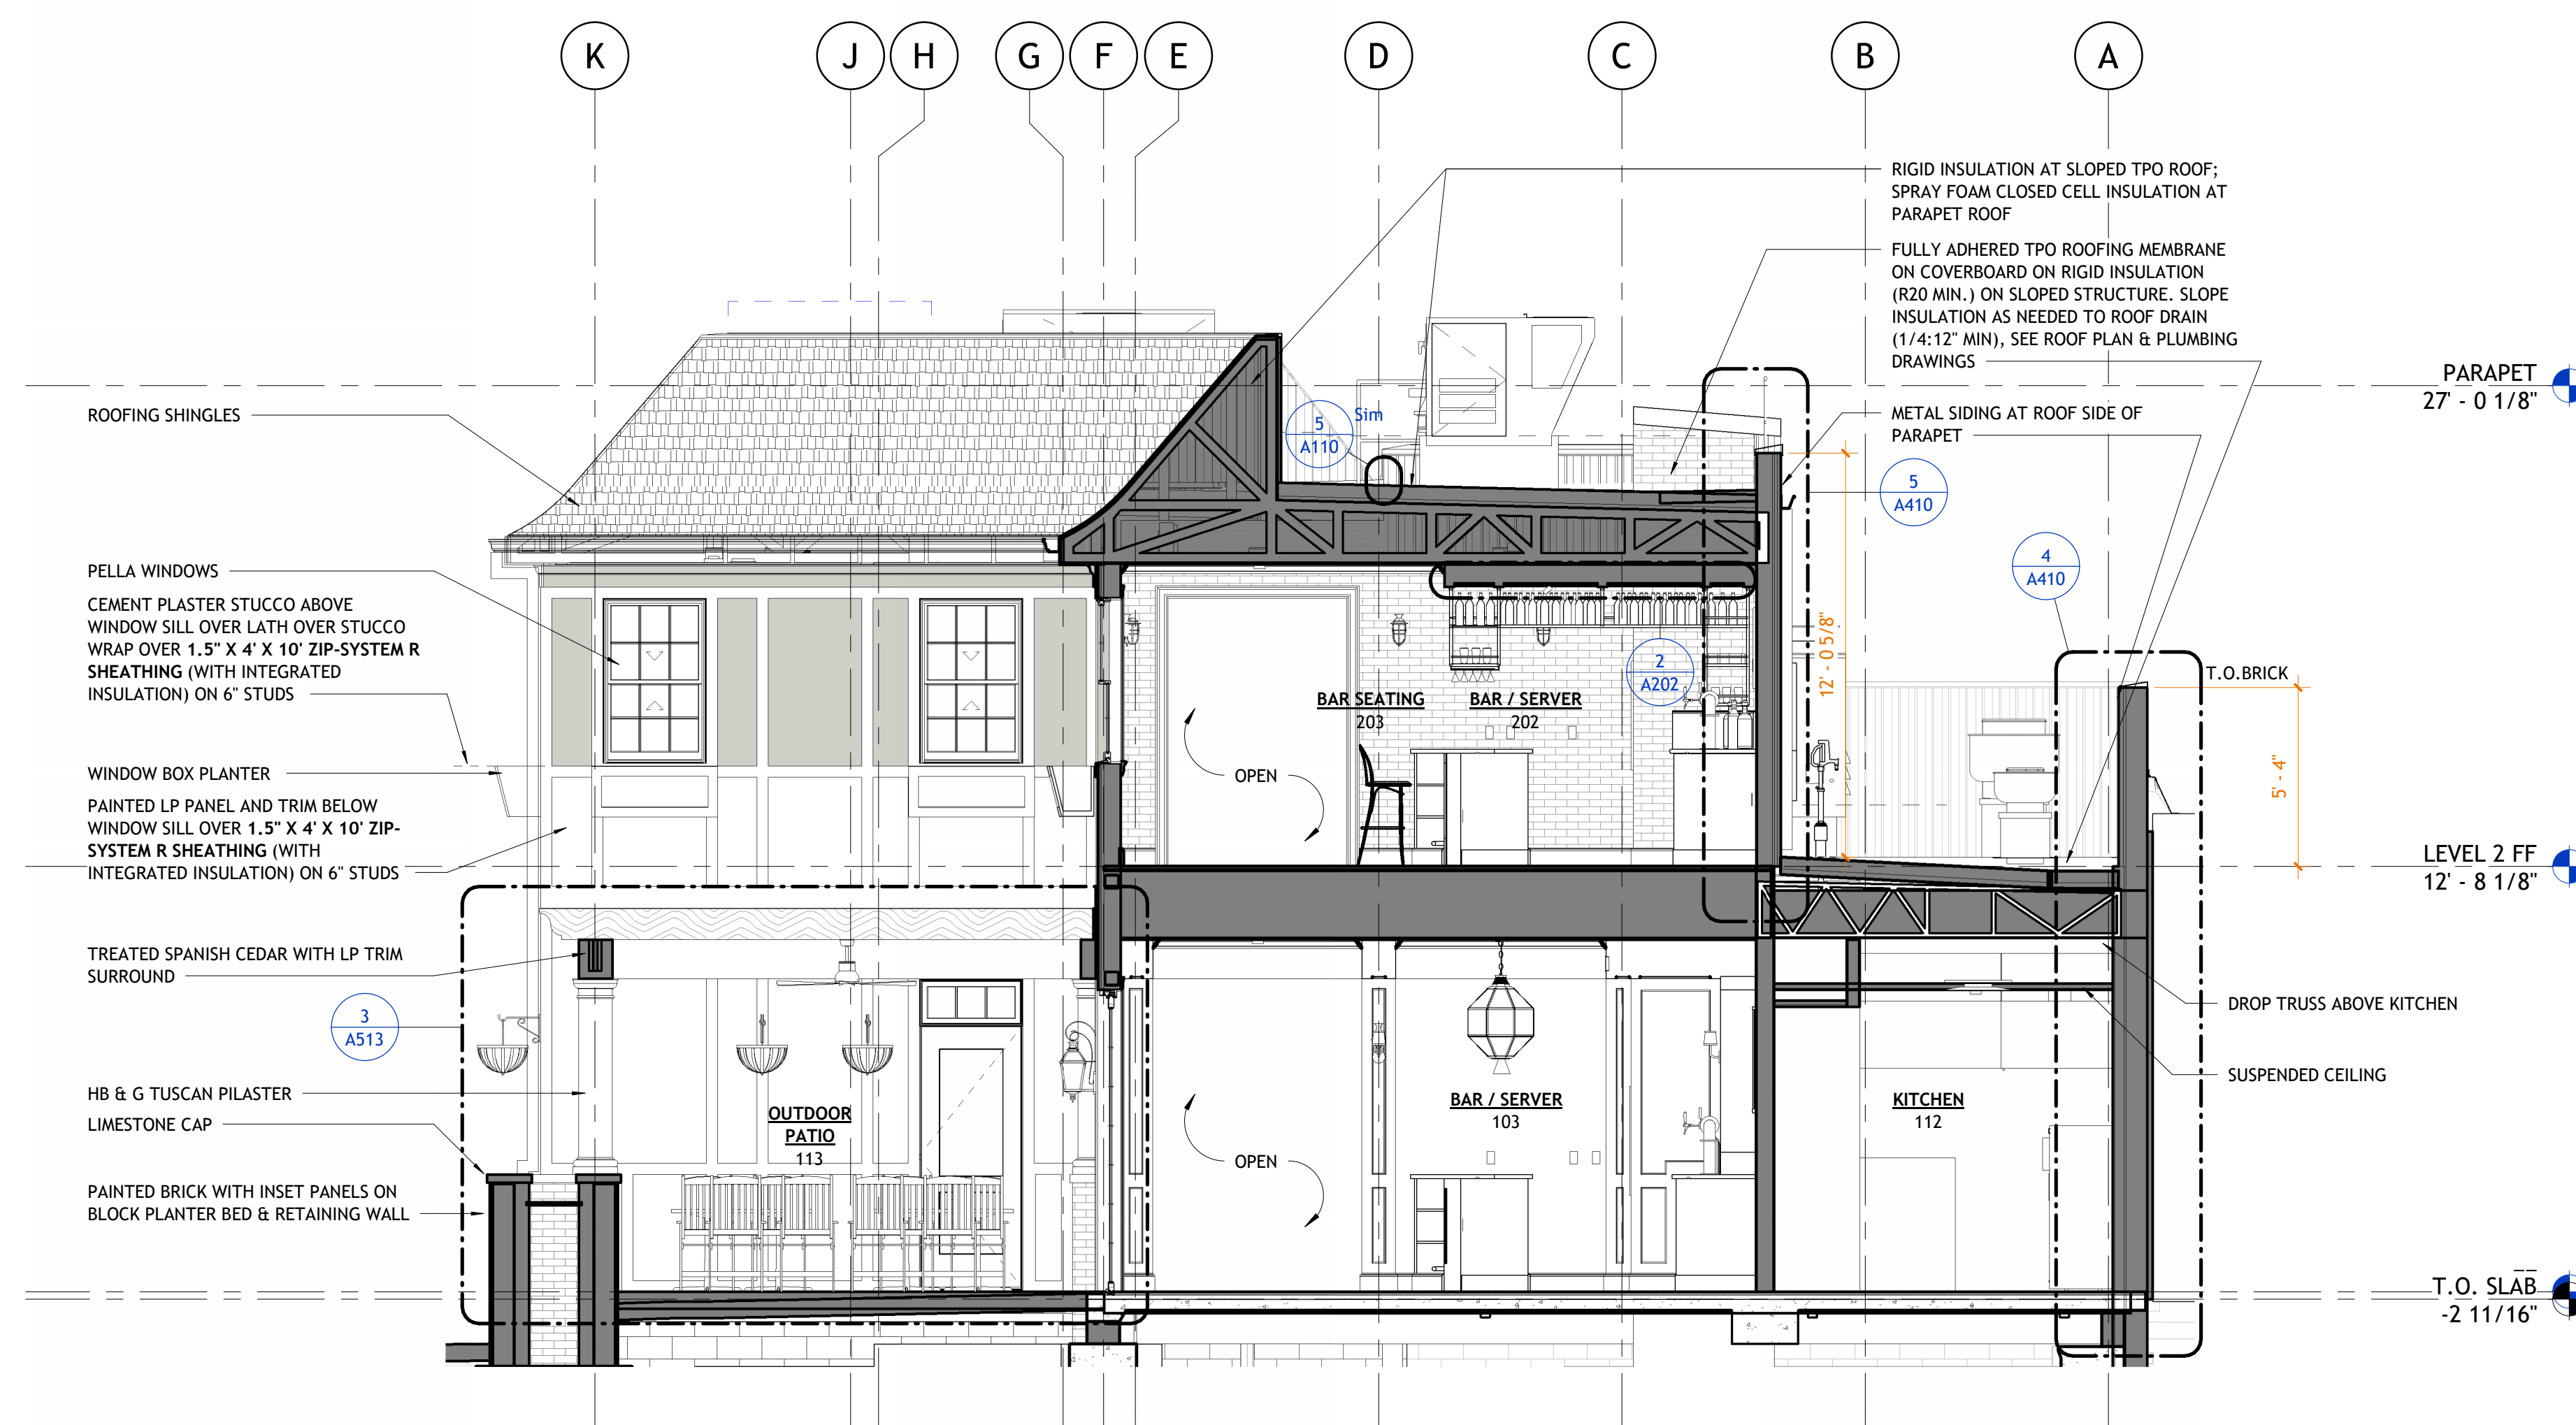 K
J
H
G
F
E
D
C
B
A
RIGID INSULATION AT SLOPED TPO ROOF;
SPRAY FOAM CLOSED CELL INSULATION AT
PARAPET ROOF
FULLY ADHERED TPO ROOFING MEMBRANE
ON COVERBOARD ON RIGID INSULATION
(R20 MIN.) ON SLOPED STRUCTURE. SLOPE
INSULATION AS NEEDED TO ROOF DRAIN
(1/4:12" MIN), SEE ROOF PLAN & PLUMBING
DRAWINGS
PARAPET
27' - 0 1/8"
METAL SIDING AT ROOF SIDE OF
PARAPET
ROOFING SHINGLES
5
A110
Sim
5
A410
4
A410
PELLA WINDOWS
CEMENT PLASTER STUCCO ABOVE
WINDOW SILL OVER LATH OVER STUCCO
WRAP OVER 1.5" X 4' X 10' ZIP-SYSTEM R
SHEATHING (WITH INTEGRATED
INSULATION) ON 6" STUDS
WINDOW BOX PLANTER
PAINTED LP PANEL AND TRIM BELOW
WINDOW SILL OVER 1.5" X 4' X 10' ZIP-
SYSTEM R SHEATHING (WITH
INTEGRATED INSULATION) ON 6" STUDS
BAR SEATING
203
BAR / SERVER
202
2
A202
12' - 0 5/8"
T.O.BRICK
5' - 4"
OPEN
LEVEL 2 FF
12' - 8 1/8"
TREATED SPANISH CEDAR WITH LP TRIM
SURROUND
3
A513
HB & G TUSCAN PILASTER
LIMESTONE CAP
PAINTED BRICK WITH INSET PANELS ON
BLOCK PLANTER BED & RETAINING WALL
OUTDOOR
PATIO
113
OPEN
BAR / SERVER
103
KITCHEN
112
DROP TRUSS ABOVE KITCHEN
SUSPENDED CEILING
T.O. SLAB
-2 11/16"